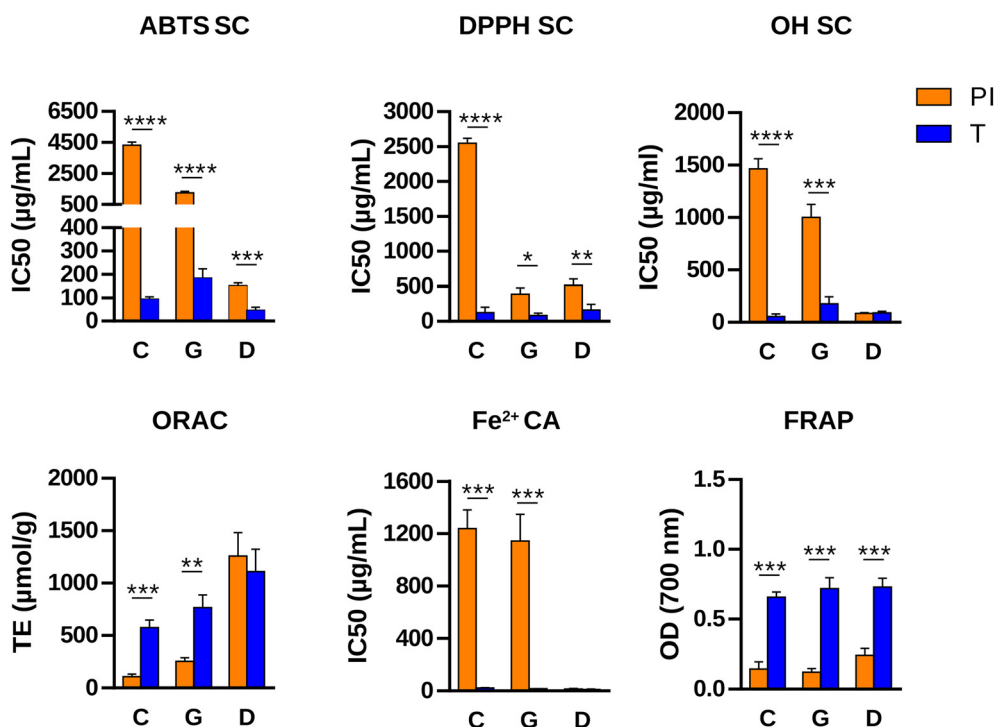 ABTS SC
IC50 (µg/mL)
6500
4500
2500
500
400
300
200
100
0
****
****
***
C G D
DPPH SC
IC50 (µg/mL)
3000
2500
2000
1500
1000
500
0
****
*
**
C G D
OH SC
IC50 (µg/ml)
2000
1500
1000
500
0
****
***
C G D
PI
T
ORAC
TE (µmol/g)
2000
1500
1000
500
0
***
**
C G D
Fe²⁺ CA
IC50 (µg/mL)
1600
1200
800
400
0
***
***
C G D
FRAP
OD (700 nm)
1.5
1.0
0.5
0.0
***
***
***
C G D